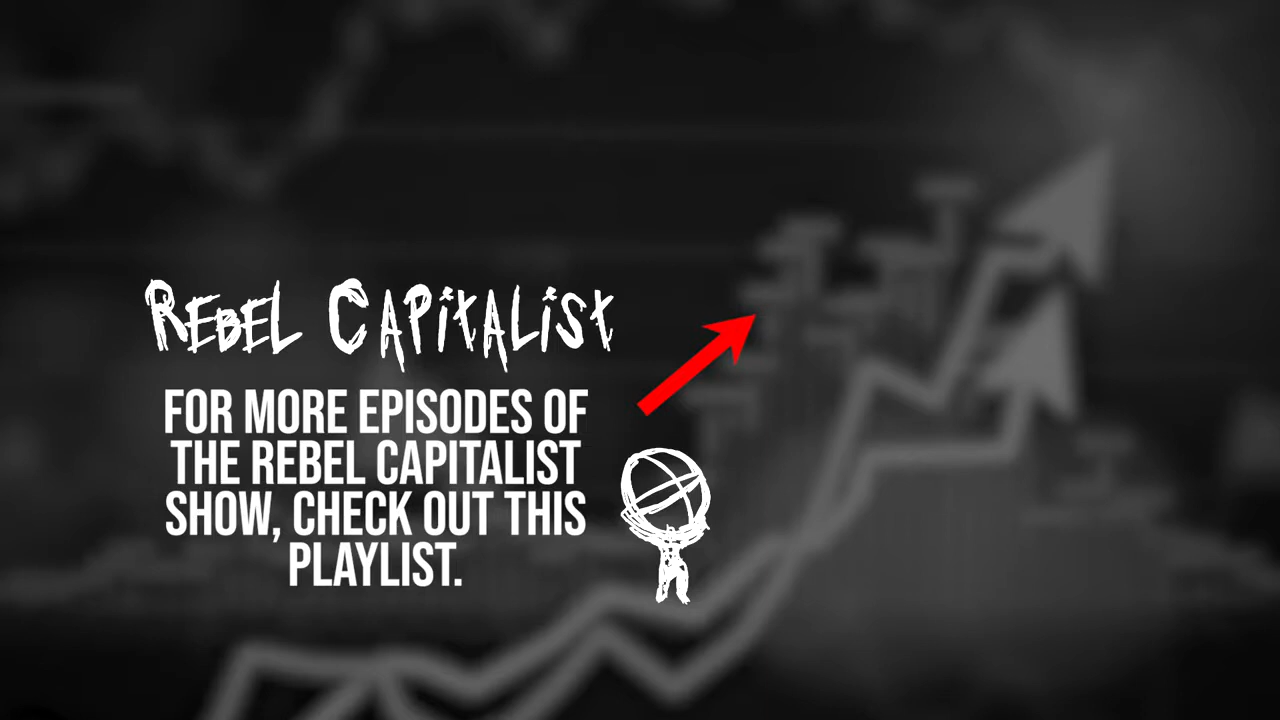 REBEL CAPITALIST
FOR MORE EPISODES OF
THE REBEL CAPITALIST
SHOW, CHECK OUT THIS
PLAYLIST.